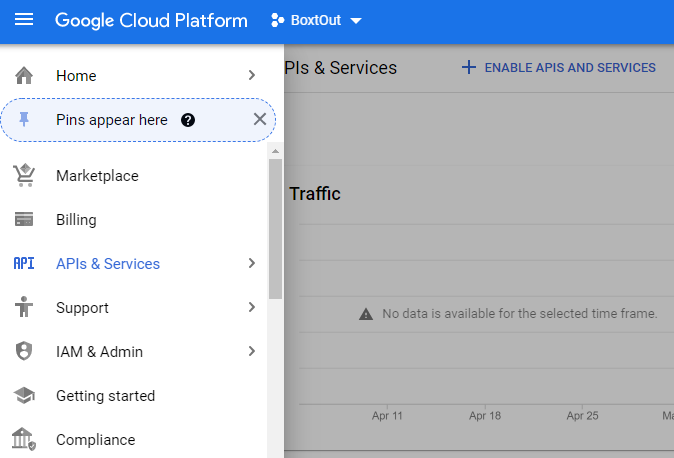 Google Cloud Platform
BoxtOut
Home
Pins appear here
Marketplace
Billing
API
APIs & Services
Support
IAM & Admin
Getting started
Compliance
PIs & Services
ENABLE APIS AND SERVICES
Traffic
No data is available for the selected time frame.
Apr 11
Apr 18
Apr 25